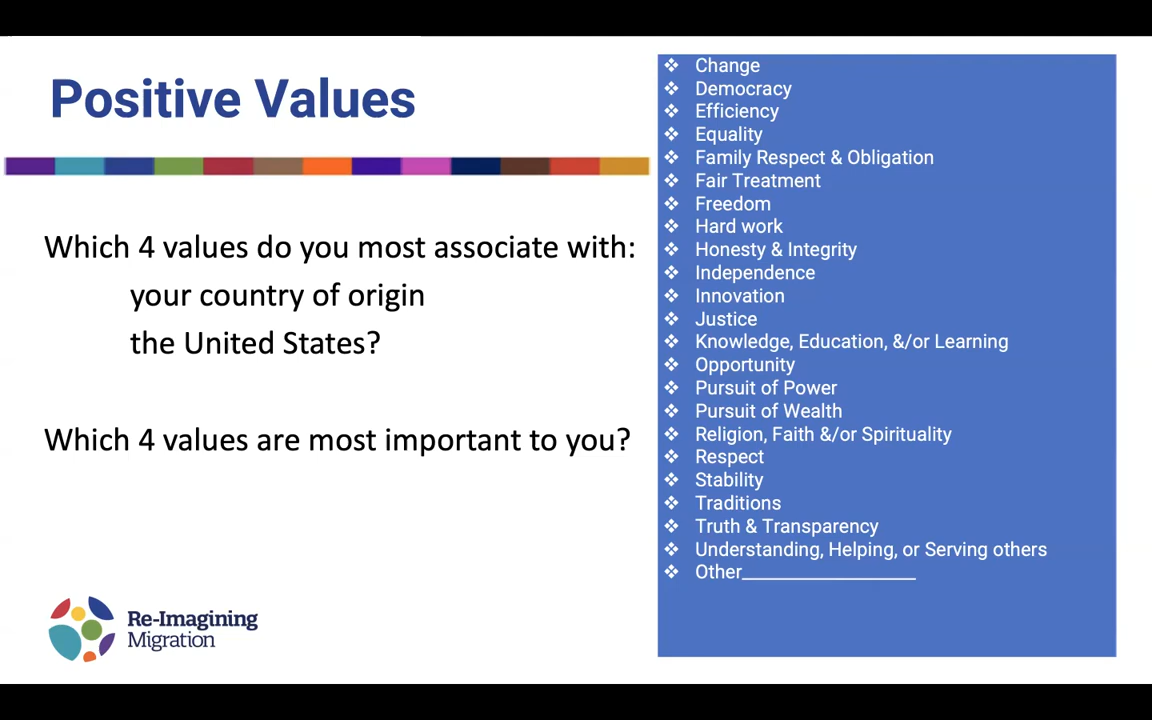 Positive Values
Which 4 values do you most associate with:
your country of origin
the United States?
Which 4 values are most important to you?
❖ Change
❖ Democracy
❖ Efficiency
❖ Equality
❖ Family Respect & Obligation
❖ Fair Treatment
❖ Freedom
❖ Hard work
❖ Honesty & Integrity
❖ Independence
❖ Innovation
❖ Justice
❖ Knowledge, Education, &/or Learning
❖ Opportunity
❖ Pursuit of Power
❖ Pursuit of Wealth
❖ Religion, Faith &/or Spirituality
❖ Respect
❖ Stability
❖ Traditions
❖ Truth & Transparency
❖ Understanding, Helping, or Serving others
❖ Other__________________
Re-Imagining
Migration